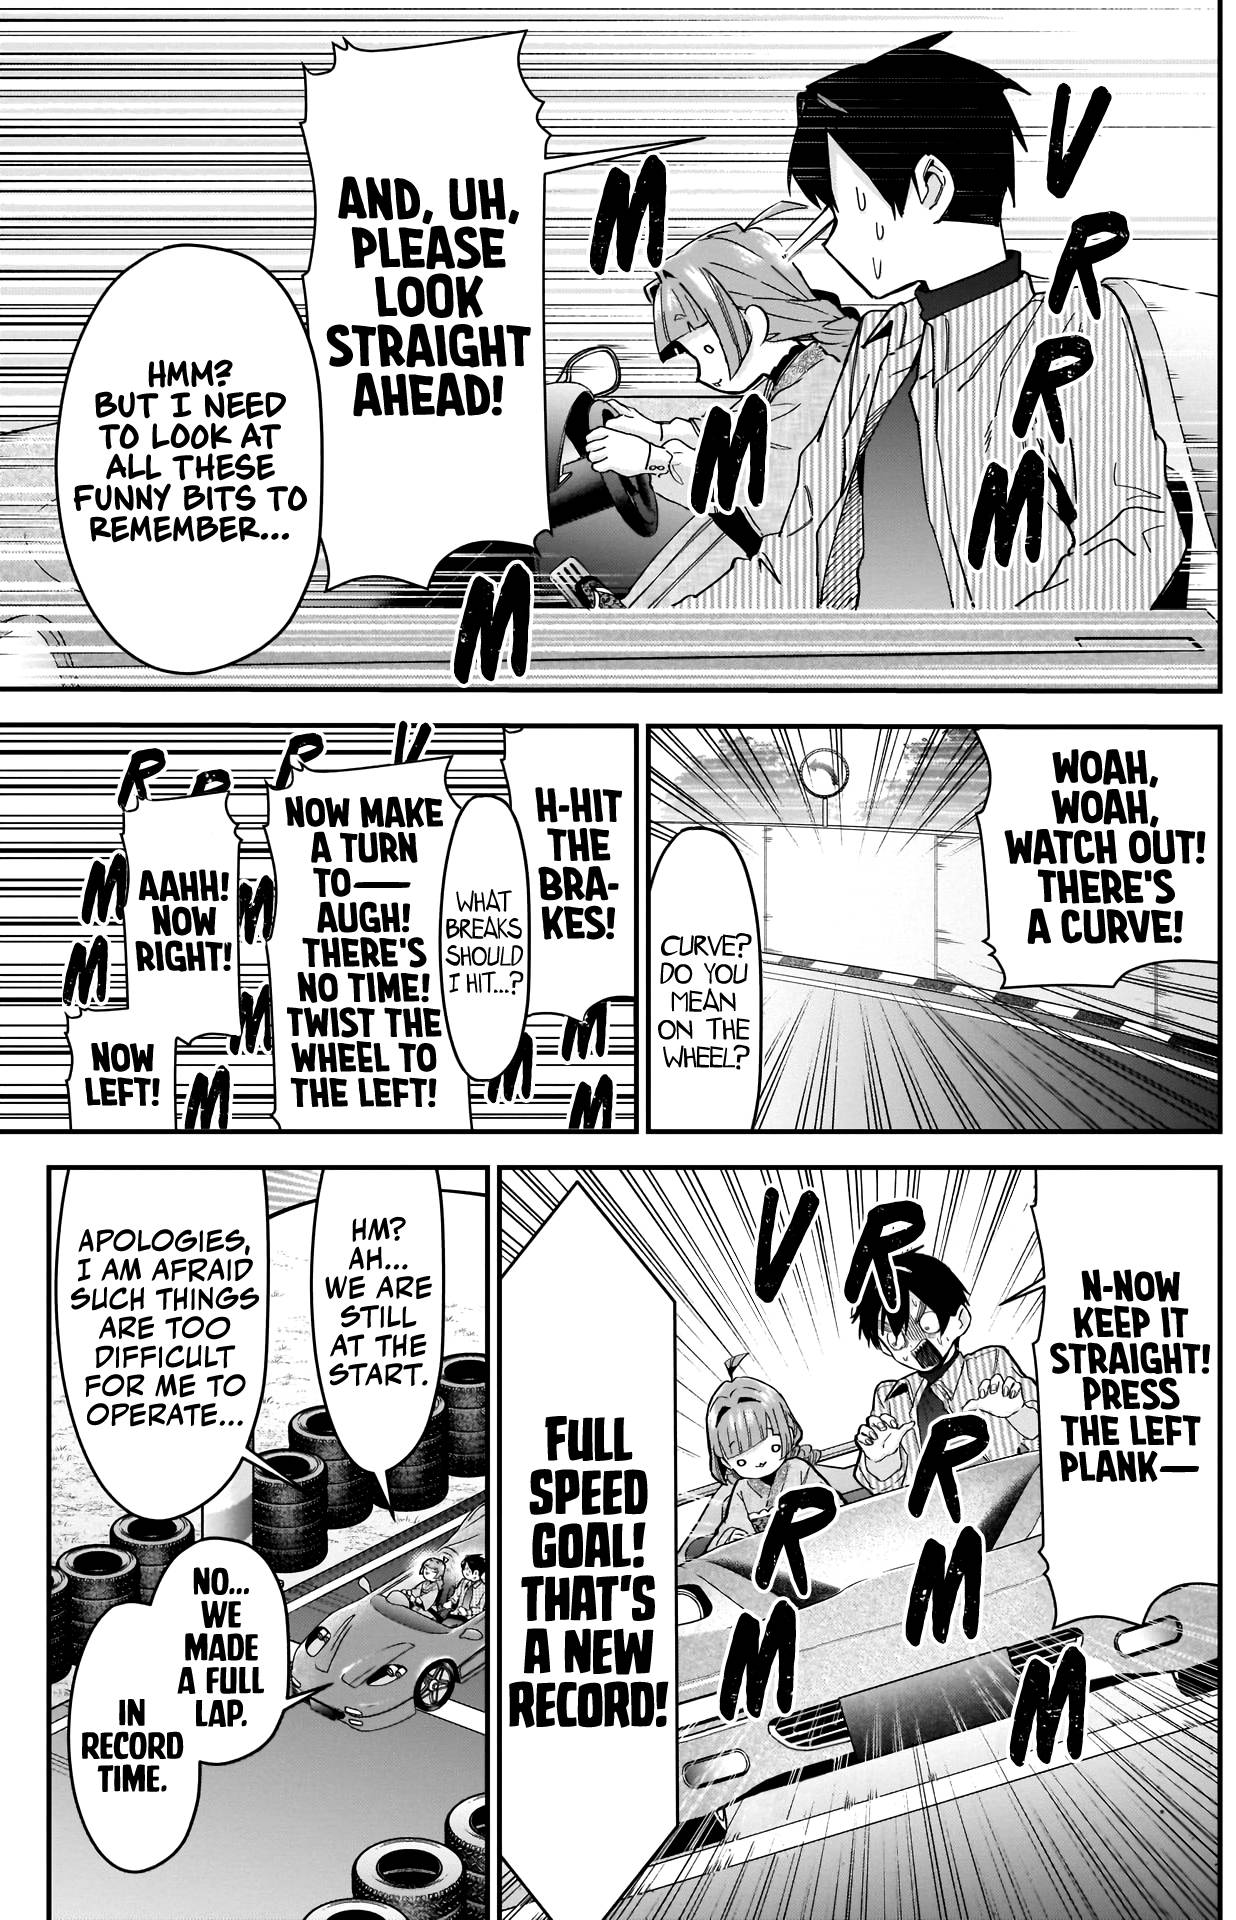 AND, UH,
PLEASE
LOOK
STRAIGHT
AHEAD!
HMM?
BUT I NEED
TO LOOK AT
ALL THESE
FUNNY BITS TO
REMEMBER...
V
R
R
M
M
M
M
WOAH,
WOAH,
WATCH OUT!
THERE'S
A CURVE!
CURVE?
DO YOU
MEAN
ON THE
WHEEL?
H-HIT
THE
BRA-
KES!
WHAT
BREAKS
SHOULD
I HIT...?
NOW MAKE
A TURN
TO—
AUGH!
THERE'S
NO TIME!
TWIST THE
WHEEL TO
THE LEFT!
AAHH!
NOW
RIGHT!
NOW
LEFT!
V
R
R
R
M
M
M
M
M
M
M
M
N-NOW
KEEP IT
STRAIGHT!
PRESS
THE LEFT
PLANK—
V
R
R
R
M
M
M
FULL
SPEED
GOAL!
THAT'S
A NEW
RECORD!
HM?
AH...
WE ARE
STILL
AT THE
START.
APOLOGIES,
I AM AFRAID
SUCH THINGS
ARE TOO
DIFFICULT
FOR ME TO
OPERATE...
NO...
WE
MADE
A FULL
LAP.
IN
RECORD
TIME.